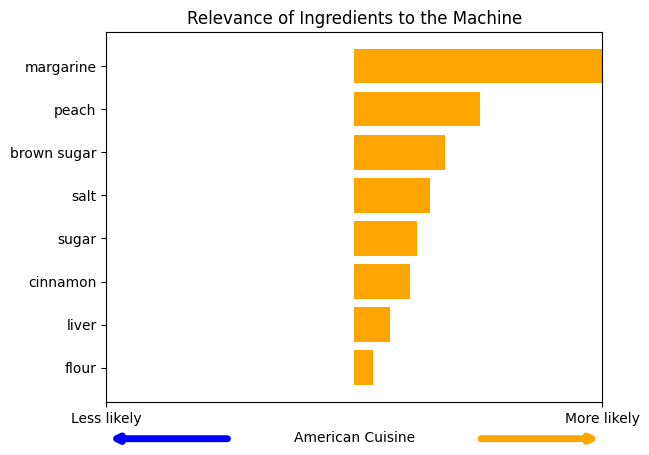 Relevance of Ingredients to the Machine
margarine
peach
brown sugar
salt
sugar
cinnamon
liver
flour
Less likely
More likely
American Cuisine